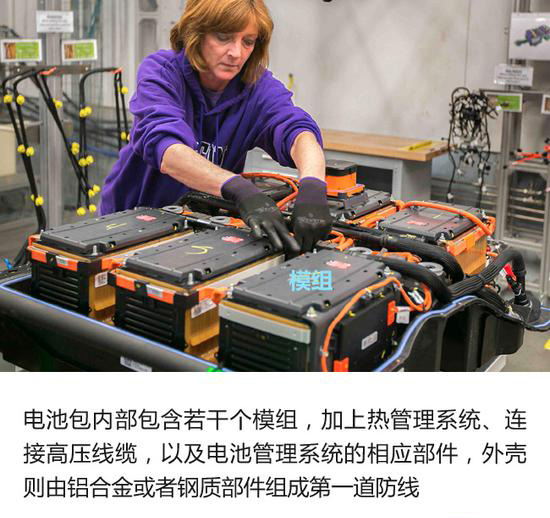 4
5
模组
电池包内部包含若干个模组，加上热管理系统、连
接高压线缆，以及电池管理系统的相应部件，外壳
则由铝合金或者钢质部件组成第一道防线